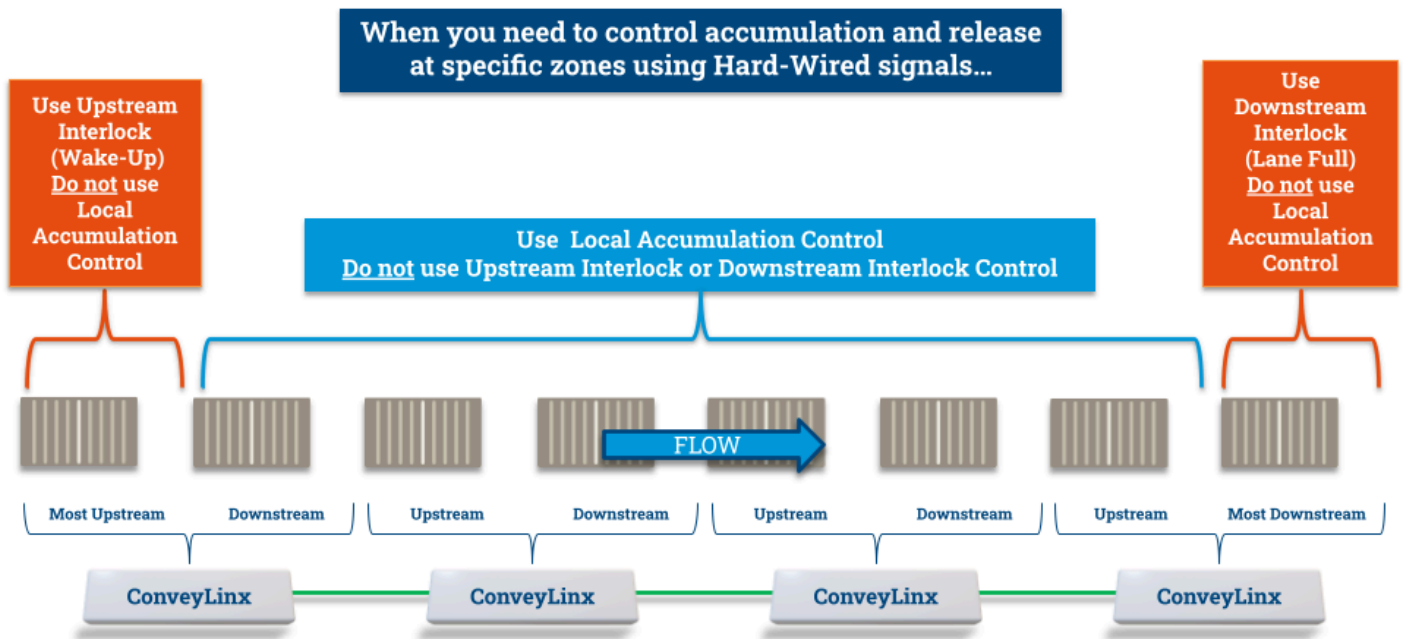 When you need to control accumulation and release
at specific zones using Hard-Wired signals...
Use Upstream
Interlock
(Wake-Up)
Do not use
Local
Accumulation
Control
Use
Downstream
Interlock
(Lane Full)
Do not use
Local
Accumulation
Control
Use Local Accumulation Control
Do not use Upstream Interlock or Downstream Interlock Control
FLOW
Most Upstream
Downstream
Upstream
Downstream
Upstream
Downstream
Upstream
Most Downstream
ConveyLinx
ConveyLinx
ConveyLinx
ConveyLinx